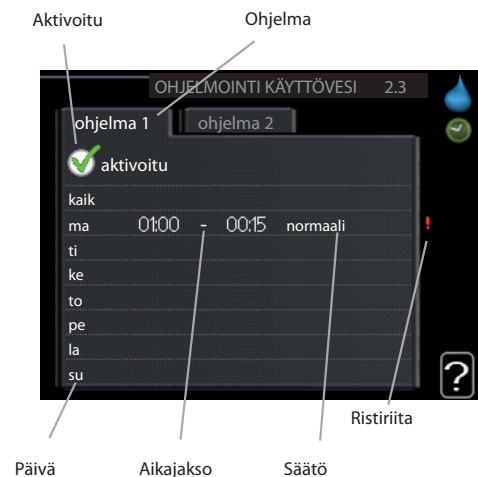 Aktivoitu Ohjelma
OHJELMOINTI KÄYTTÖVESI 2.3
ohjelma 1 ohjelma 2
aktivoitu
kaik
ma 01:00 - 00:15 normaali !
ti
ke
to
pe
la
su ?
Ristiriita
Päivä Aikajakso Säätö